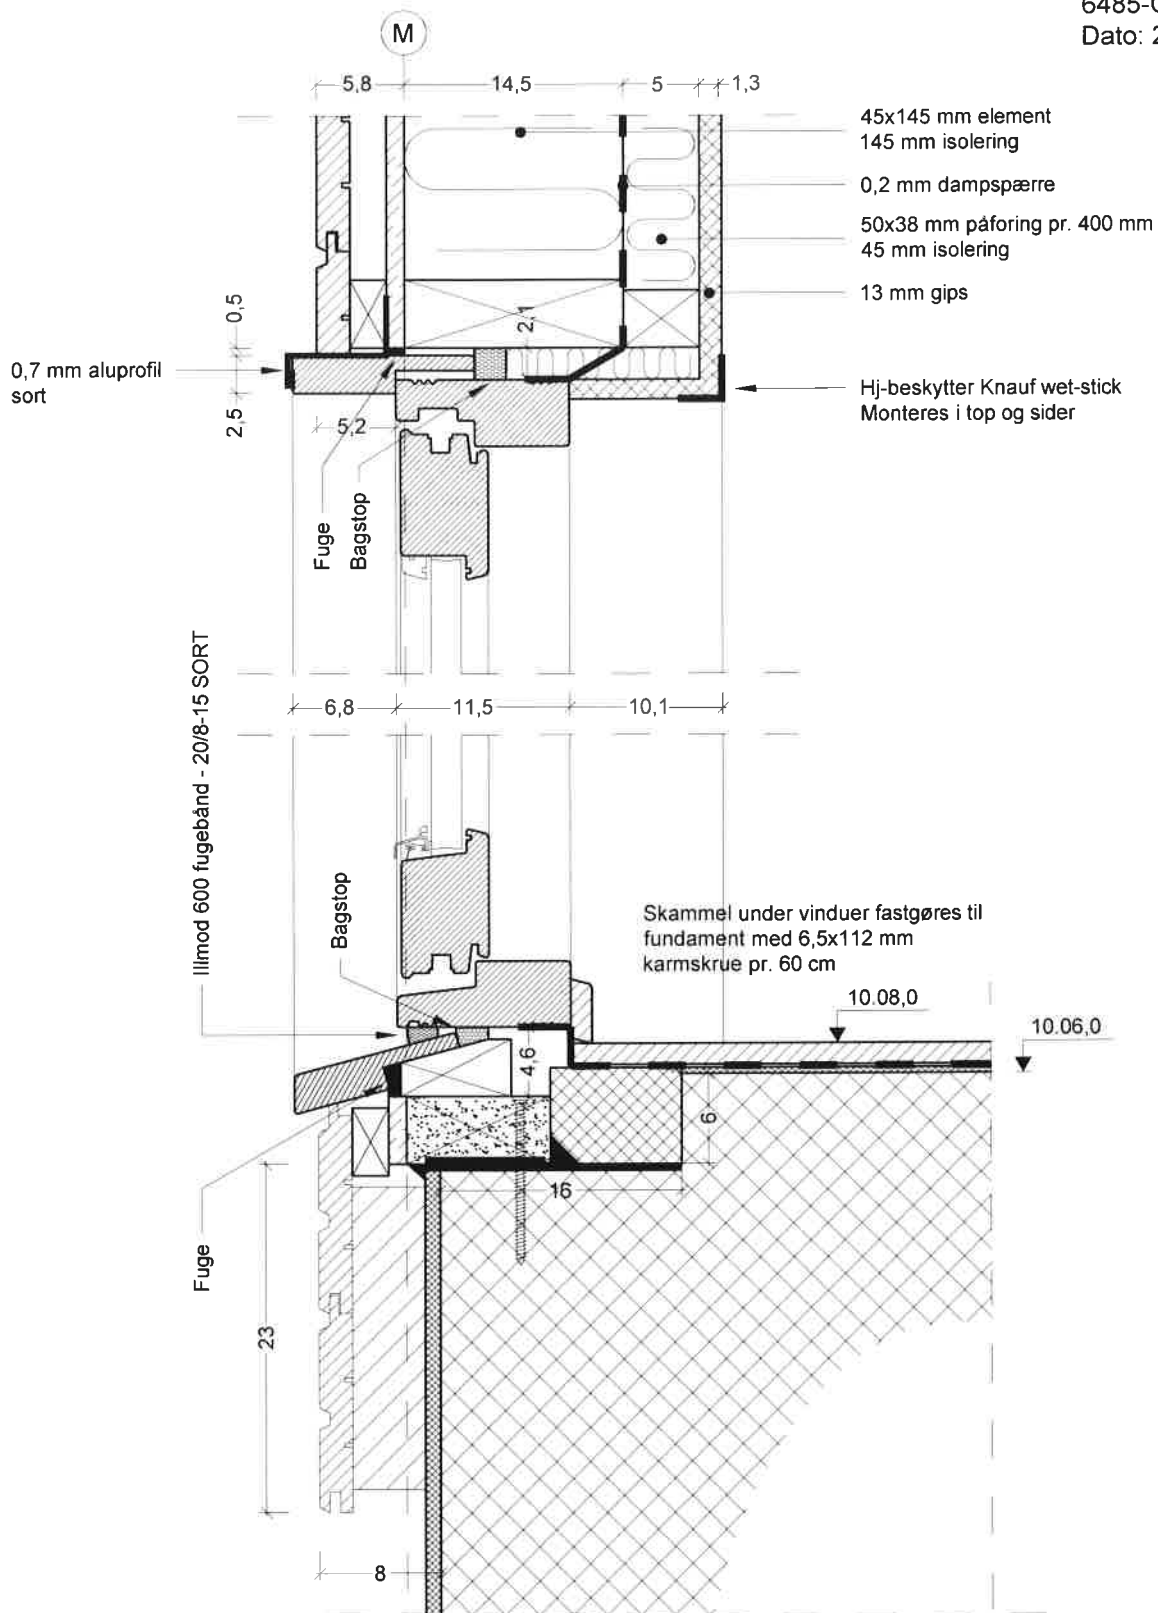 6485-
Dato: 2
M
5,8
14,5
5
1,3
45x145 mm element
145 mm isolering
0,2 mm dampspærre
50x38 mm påforing pr. 400 mm
45 mm isolering
13 mm gips
0,5
2,1
0,7 mm aluprofil
sort
2,5
5,2
Hj-beskytter Knauf wet-stick
Monteres i top og sider
Fuge
Bagstop
6,8
11,5
10,1
Illmod 600 fugebånd - 20/8-15 SORT
Bagstop
Skammel under vinduer fastgøres til
fundament med 6,5x112 mm
karmskrue pr. 60 cm
10.08,0
10.06,0
4,6
6
16
Fuge
23
8